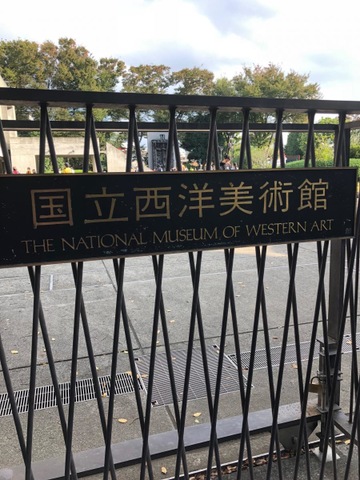 国立西洋美術館
THE NATIONAL MUSEUM OF WESTERN ART